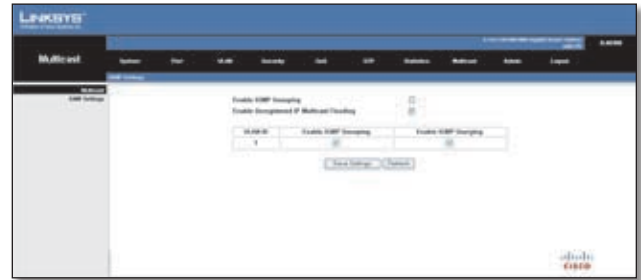 LINKSYS
Multicast
System Port VLAN Security QoS STP Statistics Multicast Admin Logout
IGMP Settings
Multicast
IGMP Settings
Enable IGMP Snooping
Enable Unregistered IP Multicast Flooding
VLAN ID Enable IGMP Snooping Enable IGMP Querying
1
Save Settings Refresh
CISCO